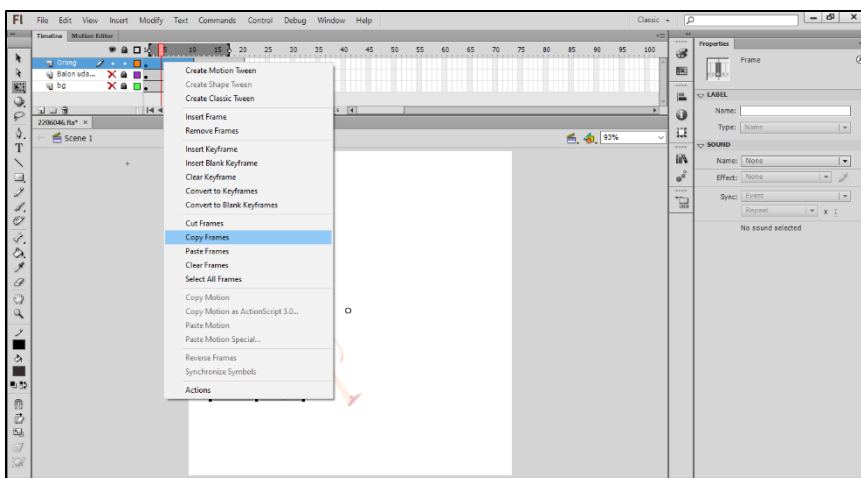 Fl File Edit View Insert Modify Text Commands Control Debug Window Help Classic
Timeline Motion Editor
5 10 15 20 25 30 35 40 45 50 55 60 65 70 75 80 85 90 95 100
Orang
Balon uda...
bg
2206046.fla* ×
Scene 1
93%
Create Motion Tween
Create Shape Tween
Create Classic Tween
Insert Frame
Remove Frames
Insert Keyframe
Insert Blank Keyframe
Clear Keyframe
Convert to Keyframes
Convert to Blank Keyframes
Cut Frames
Copy Frames
Paste Frames
Clear Frames
Select All Frames
Copy Motion
Copy Motion as ActionScript 3.0...
Paste Motion
Paste Motion Special...
Reverse Frames
Synchronize Symbols
Actions
Properties
Frame
LABEL
Name:
Type: Name
SOUND
Name: None
Effect: None
Sync: Event
Repeat x 1
No sound selected